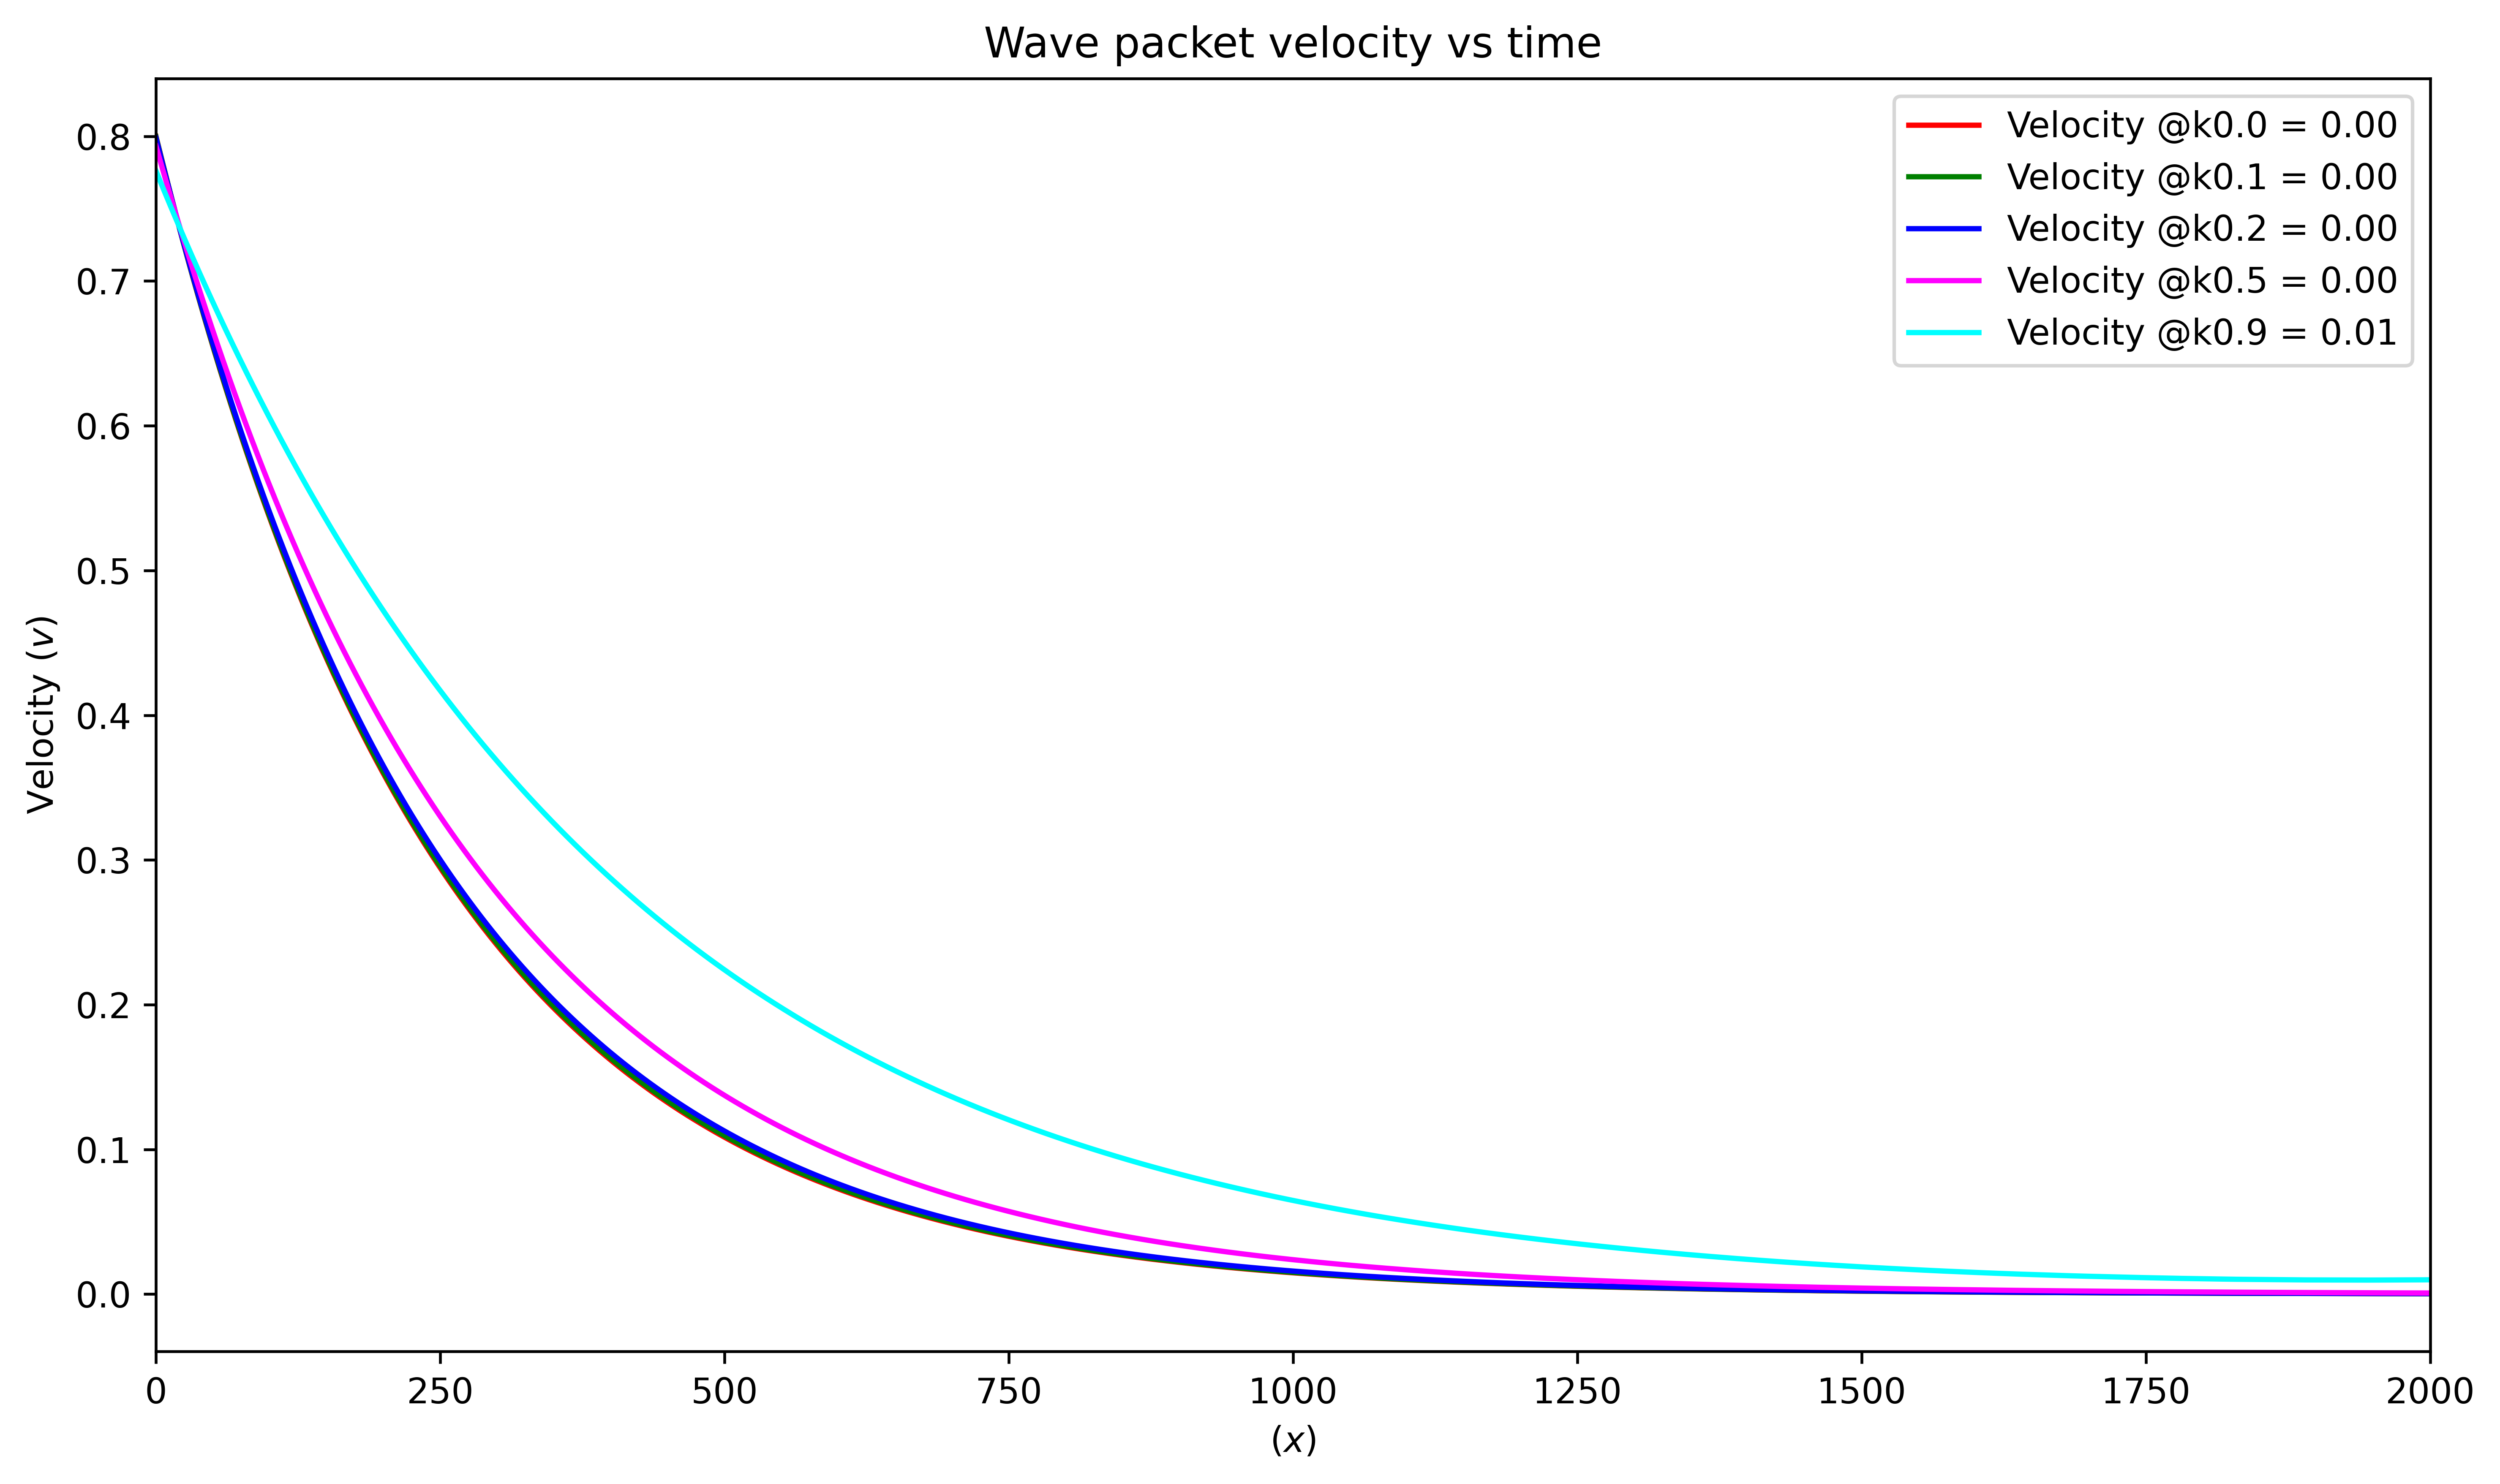 Wave packet velocity vs time
Velocity @k0.0 = 0.00
Velocity @k0.1 = 0.00
Velocity @k0.2 = 0.00
Velocity @k0.5 = 0.00
Velocity @k0.9 = 0.01
Velocity (v)
0.8
0.7
0.6
0.5
0.4
0.3
0.2
0.1
0.0
0 250 500 750 1000 1250 1500 1750 2000
(x)